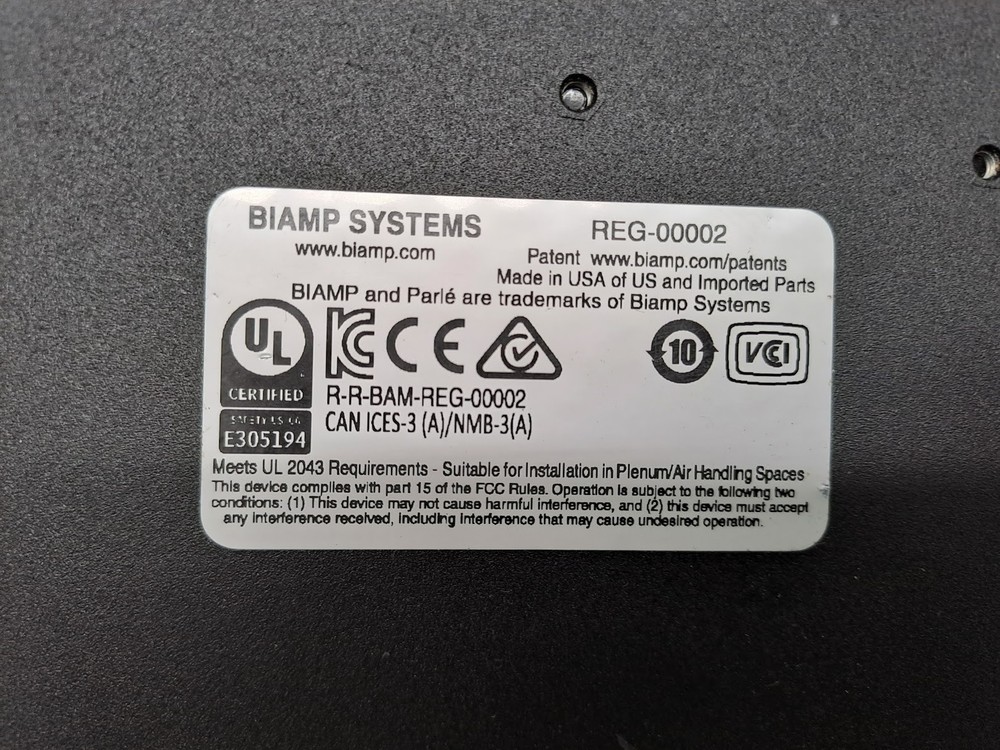 BIAMP SYSTEMS
www.biamp.com
REG-00002
Patent www.biamp.com/patents
Made in USA of US and Imported Parts
BIAMP and Parlé are trademarks of Biamp Systems
UL
CERTIFIED
SAFETY US CA
E305194
KC CE
10
VCI
R-R-BAM-REG-00002
CAN ICES-3 (A)/NMB-3(A)
Meets UL 2043 Requirements - Suitable for Installation in Plenum/Air Handling Spaces
This device complies with part 15 of the FCC Rules. Operation is subject to the following two
conditions: (1) This device may not cause harmful interference, and (2) this device must accept
any interference received, including interference that may cause undesired operation.